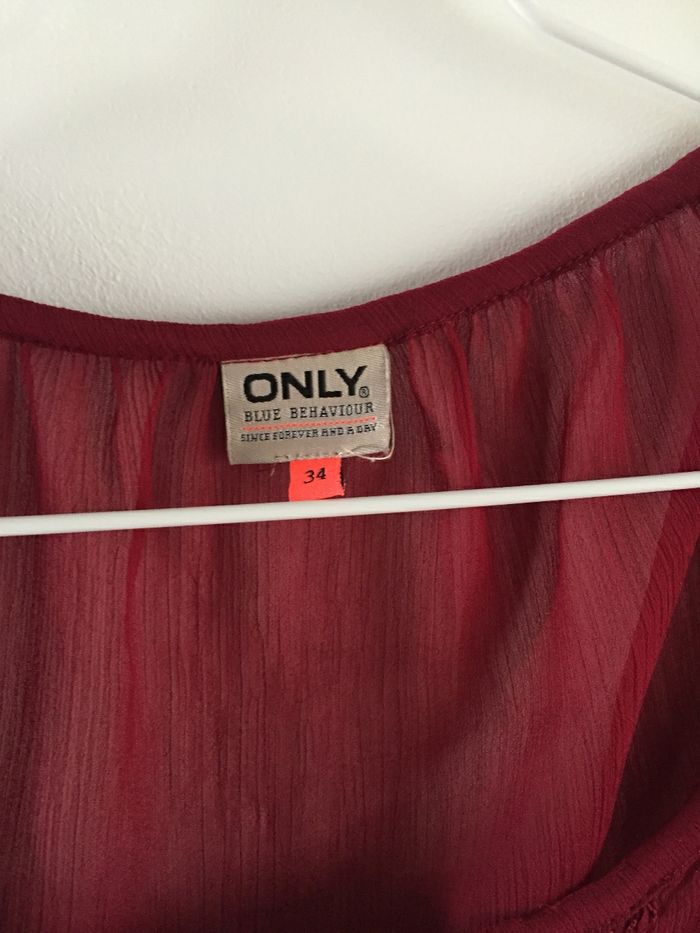 ONLY®
BLUE BEHAVIOUR
SINCE FOREVER AND A DAY
34